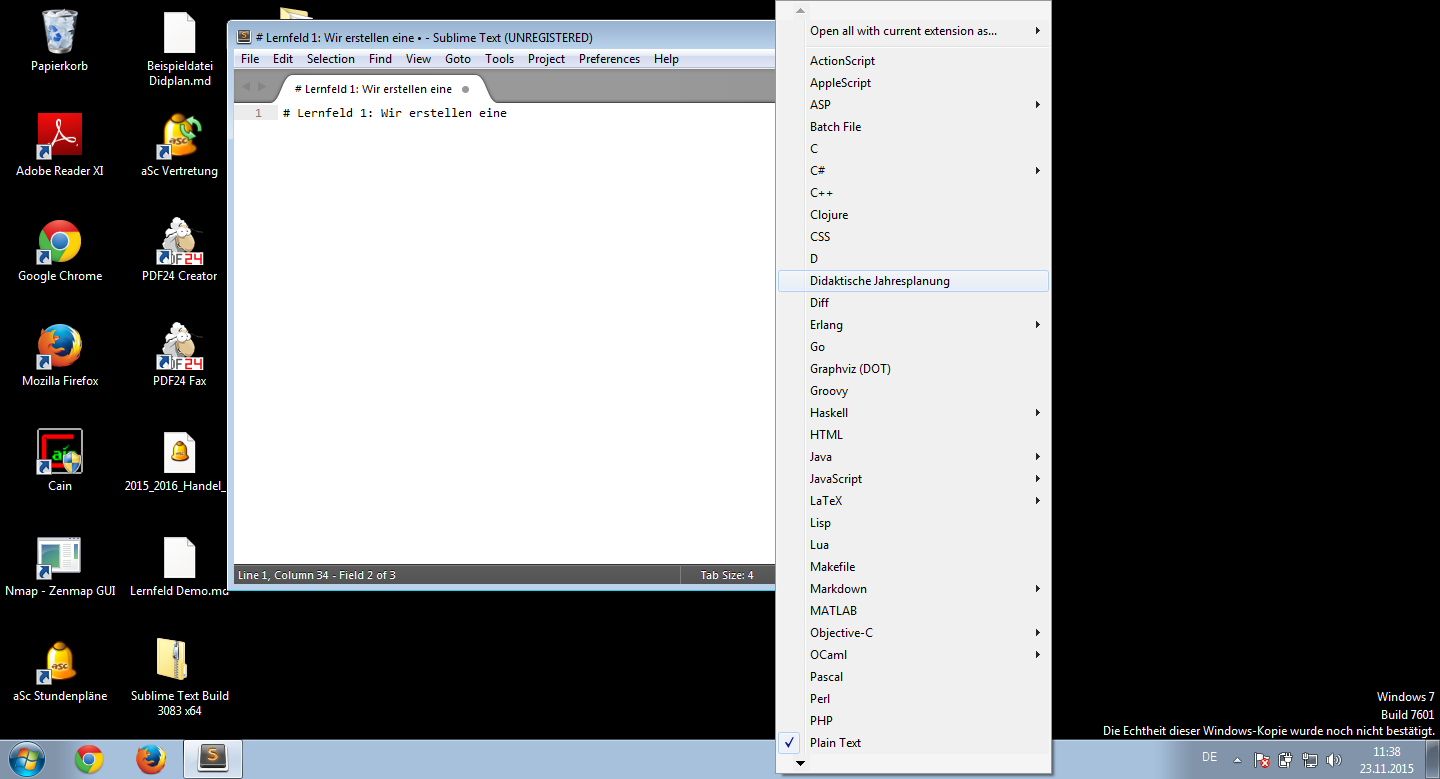 Papierkorb
Beispieldatei
Didplan.md
Adobe Reader XI
aSc Vertretung
Google Chrome
PDF24 Creator
Mozilla Firefox
PDF24 Fax
Cain
2015_2016_Handel_
Nmap - Zenmap GUI
Lernfeld Demo.md
aSc Stundenpläne
Sublime Text Build
3083 x64
# Lernfeld 1: Wir erstellen eine • - Sublime Text (UNREGISTERED)
File Edit Selection Find View Goto Tools Project Preferences Help
# Lernfeld 1: Wir erstellen eine
1 # Lernfeld 1: Wir erstellen eine
Line 1, Column 34 - Field 2 of 3
Tab Size: 4
Open all with current extension as...
ActionScript
AppleScript
ASP
Batch File
C
C#
C++
Clojure
CSS
D
Didaktische Jahresplanung
Diff
Erlang
Go
Graphviz (DOT)
Groovy
Haskell
HTML
Java
JavaScript
LaTeX
Lisp
Lua
Makefile
Markdown
MATLAB
Objective-C
OCaml
Pascal
Perl
PHP
Plain Text
Windows 7
Build 7601
Die Echtheit dieser Windows-Kopie wurde noch nicht bestätigt.
DE
11:38
23.11.2015